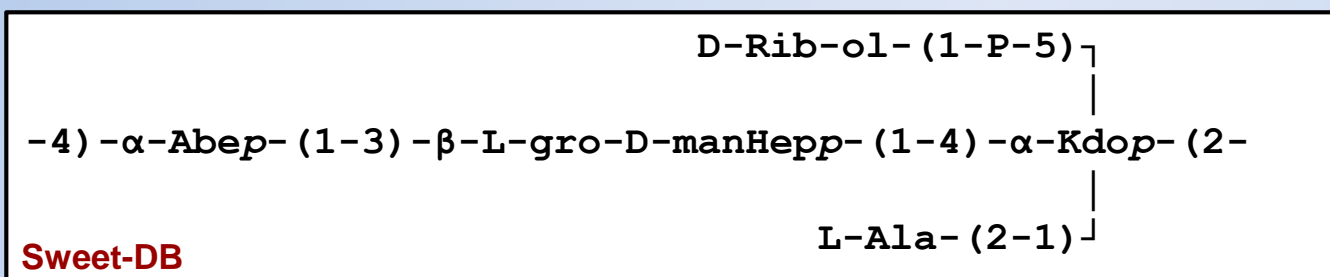 D-Rib-ol-(1-P-5)┐
-4)-α-Abep-(1-3)-β-L-gro-D-manHepp-(1-4)-α-Kdop-(2-
L-Ala-(2-1)┘
Sweet-DB